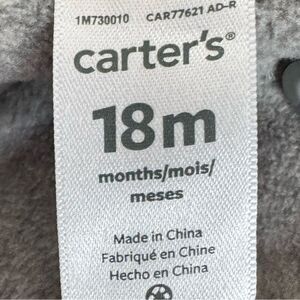 1M730010 CAR77621 AD-R
carter's®
18m
months/mois/
meses
Made in China
Fabriqué en Chine
Hecho en China